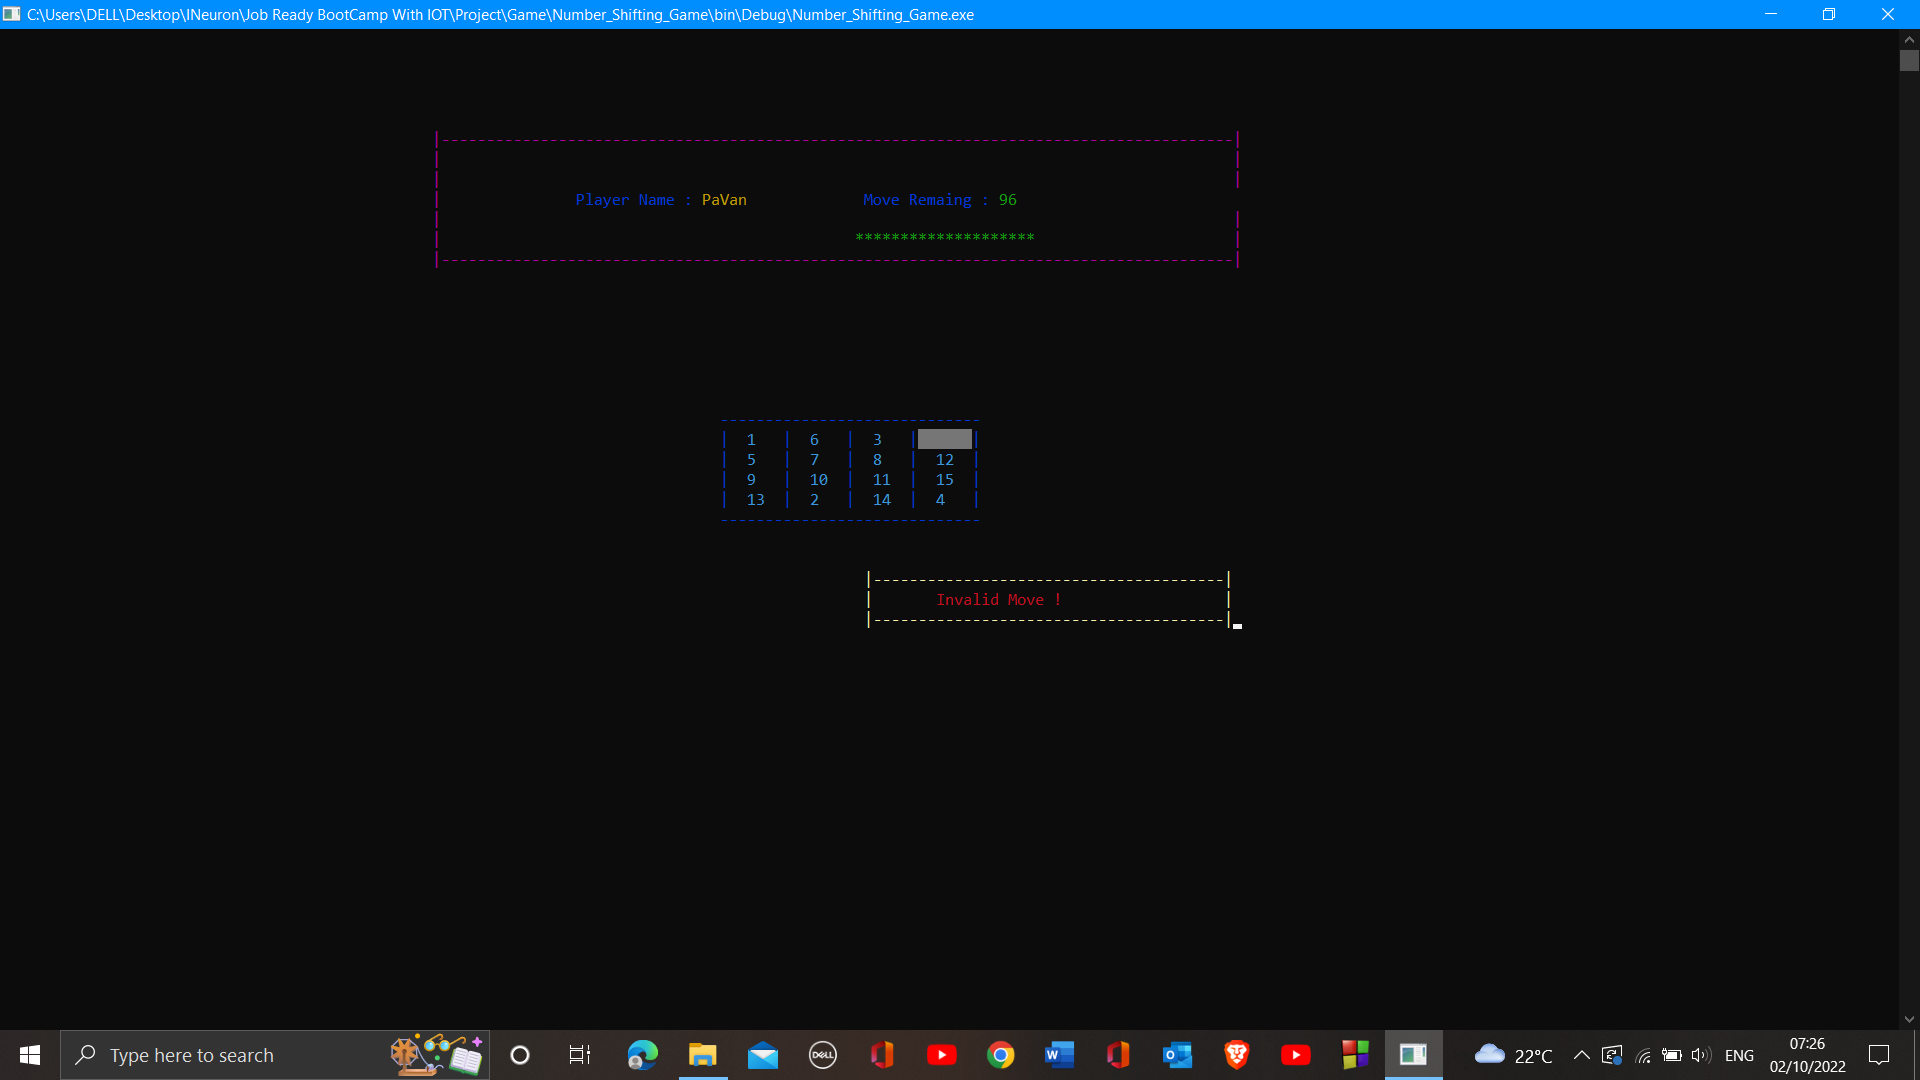 C:\Users\DELL\Desktop\INeuron\Job Ready BootCamp With IOT\Project\Game\Number_Shifting_Game\bin\Debug\Number_Shifting_Game.exe
|----------------------------------------------------------------------------------------|
Player Name : PaVan Move Remaing : 96
********************
|----------------------------------------------------------------------------------------|
-----------------------------
| 1 | 6 | 3 | |
| 5 | 7 | 8 | 12 |
| 9 | 10 | 11 | 15 |
| 13 | 2 | 14 | 4 |
-----------------------------
|---------------------------------------|
| Invalid Move ! |
|---------------------------------------|
Type here to search
DELL
W
22°C
ENG
07:26
02/10/2022